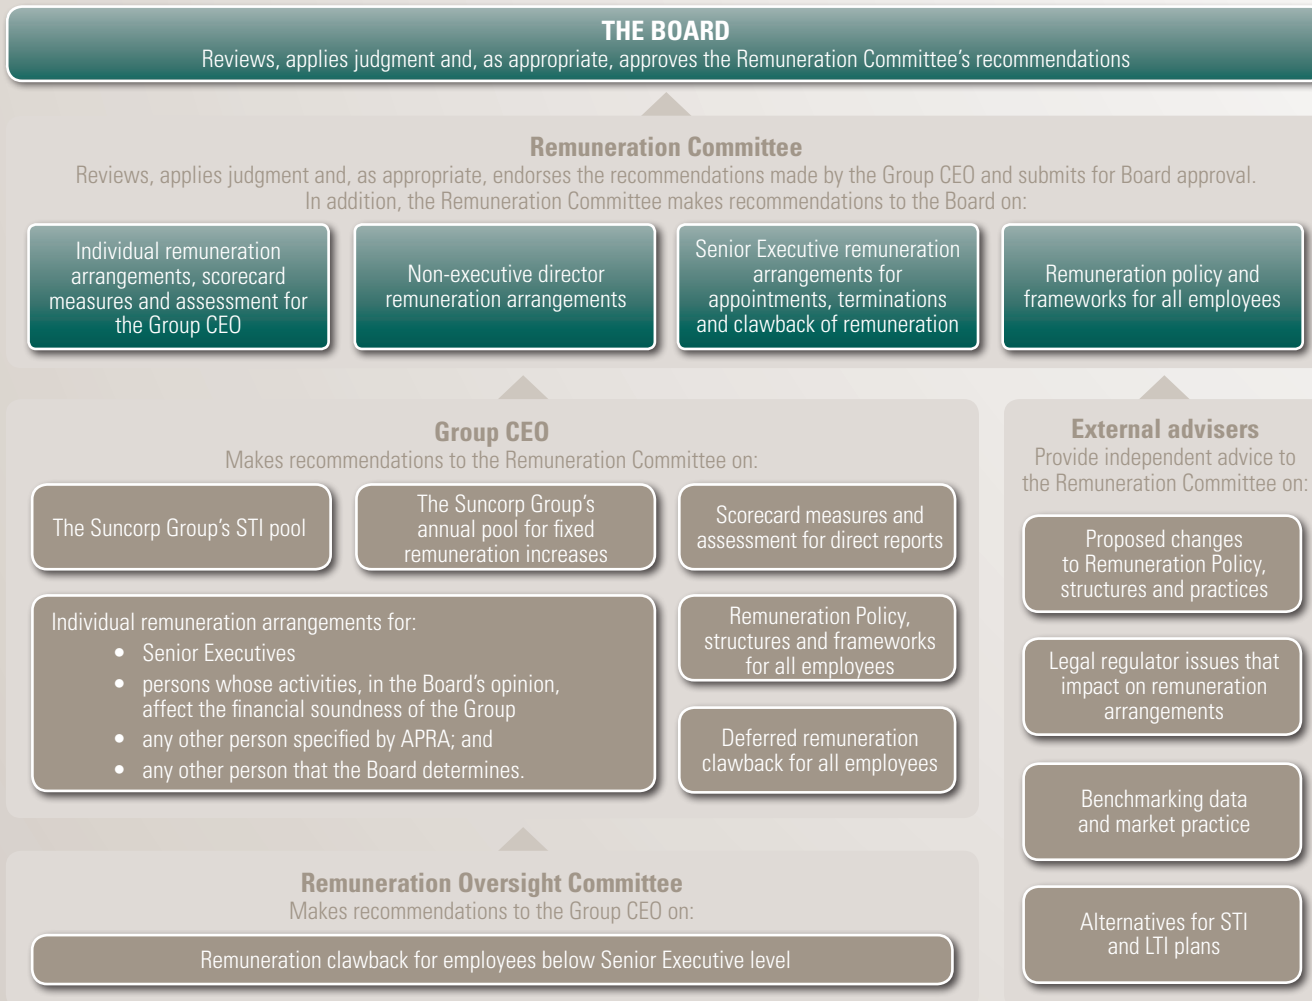 THE BOARD
Reviews, applies judgment and, as appropriate, approves the Remuneration Committee's recommendations
Remuneration Committee
Reviews, applies judgment and, as appropriate, endorses the recommendations made by the Group CEO and submits for Board approval.
In addition, the Remuneration Committee makes recommendations to the Board on:
Individual remuneration
arrangements, scorecard
measures and assessment for
the Group CEO
Non-executive director
remuneration arrangements
Senior Executive remuneration
arrangements for
appointments, terminations
and clawback of remuneration
Remuneration policy and
frameworks for all employees
Group CEO
Makes recommendations to the Remuneration Committee on:
The Suncorp Group's STI pool
The Suncorp Group's
annual pool for fixed
remuneration increases
Scorecard measures and
assessment for direct reports
Individual remuneration arrangements for:
• Senior Executives
• persons whose activities, in the Board's opinion,
affect the financial soundness of the Group
• any other person specified by APRA; and
• any other person that the Board determines.
Remuneration Policy,
structures and frameworks
for all employees
Deferred remuneration
clawback for all employees
External advisers
Provide independent advice to
the Remuneration Committee on:
Proposed changes
to Remuneration Policy,
structures and practices
Legal regulator issues that
impact on remuneration
arrangements
Benchmarking data
and market practice
Alternatives for STI
and LTI plans
Remuneration Oversight Committee
Makes recommendations to the Group CEO on:
Remuneration clawback for employees below Senior Executive level